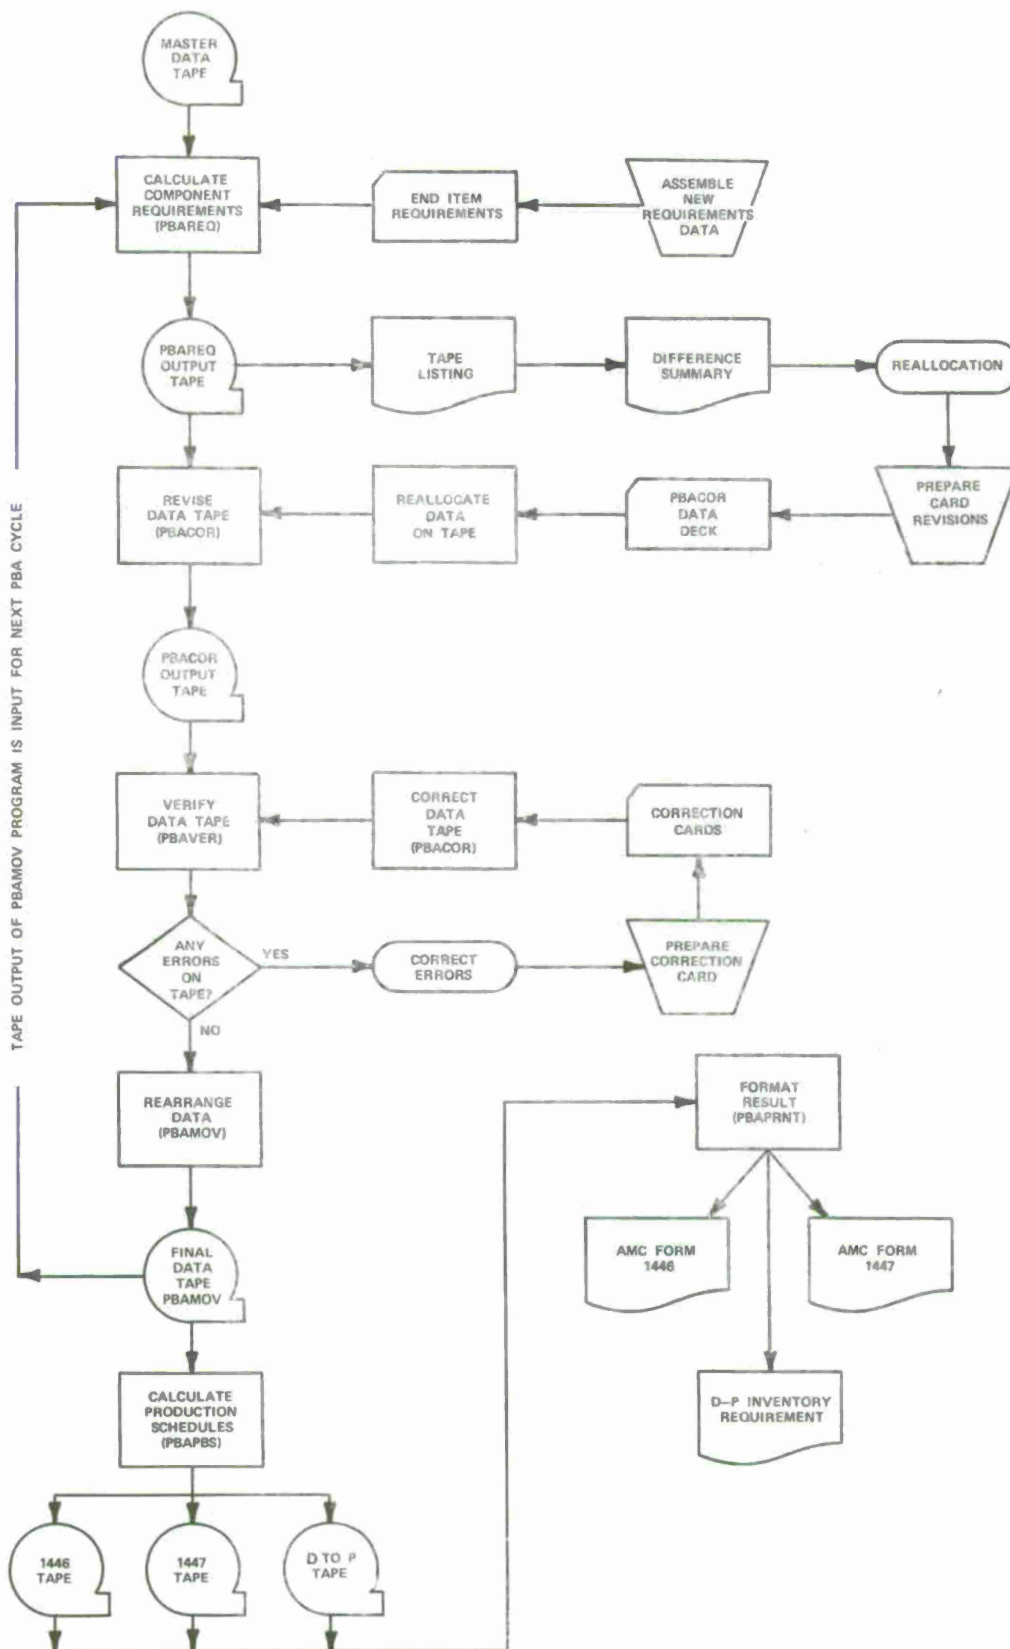 MASTER
DATA
TAPE
CALCULATE
COMPONENT
REQUIREMENTS
(PBAREQ)
END ITEM
REQUIREMENTS
ASSEMBLE
NEW
REQUIREMENTS
DATA
PBAREQ
OUTPUT
TAPE
TAPE
LISTING
DIFFERENCE
SUMMARY
REALLOCATION
REVISE
DATA TAPE
(PBACOR)
REALLOCATE
DATA
ON TAPE
PBACOR
DATA
DECK
PREPARE
CARD
REVISIONS
TAPE OUTPUT OF PBAMOV PROGRAM IS INPUT FOR NEXT PBA CYCLE
PBACOR
OUTPUT
TAPE
VERIFY
DATA TAPE
(PBAVER)
CORRECT
DATA
TAPE
(PBACOR)
CORRECTION
CARDS
ANY
ERRORS
ON
TAPE?
YES
CORRECT
ERRORS
PREPARE
CORRECTION
CARD
NO
REARRANGE
DATA
(PBAMOV)
FORMAT
RESULT
(PBAPRNT)
FINAL
DATA
TAPE
PBAMOV
AMC FORM
1446
AMC FORM
1447
CALCULATE
PRODUCTION
SCHEDULES
(PBAPBS)
D-P INVENTORY
REQUIREMENT
1446
TAPE
1447
TAPE
D TO P
TAPE